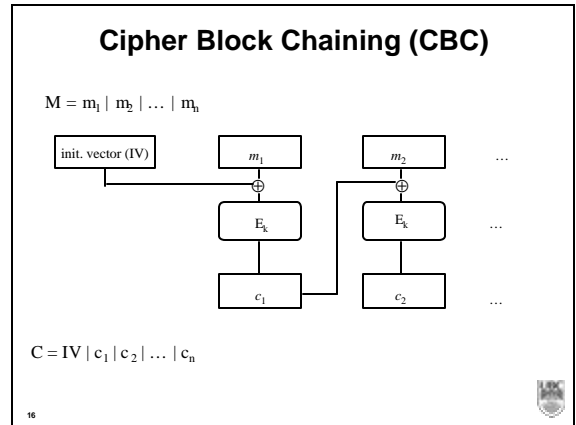 Cipher Block Chaining (CBC)
M = m₁ | m₂ | … | mₙ
init. vector (IV) m₁ m₂ …
⊕ ⊕
Eₖ Eₖ …
c₁ c₂ …
C = IV | c₁ | c₂ | … | cₙ
16